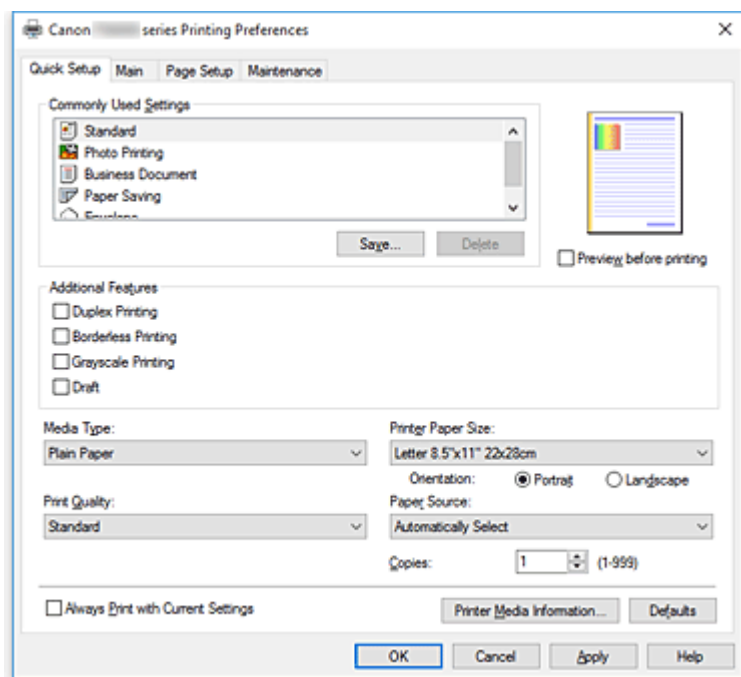 Canon series Printing Preferences
Quick Setup Main Page Setup Maintenance
Commonly Used Settings
Standard
Photo Printing
Business Document
Paper Saving
Envelope
Save... Delete
Preview before printing
Additional Features
Duplex Printing
Borderless Printing
Grayscale Printing
Draft
Media Type: Printer Paper Size:
Plain Paper Letter 8.5"x11" 22x28cm
Orientation: Portrait Landscape
Print Quality: Paper Source:
Standard Automatically Select
Copies: 1 (1-999)
Always Print with Current Settings Printer Media Information... Defaults
OK Cancel Apply Help